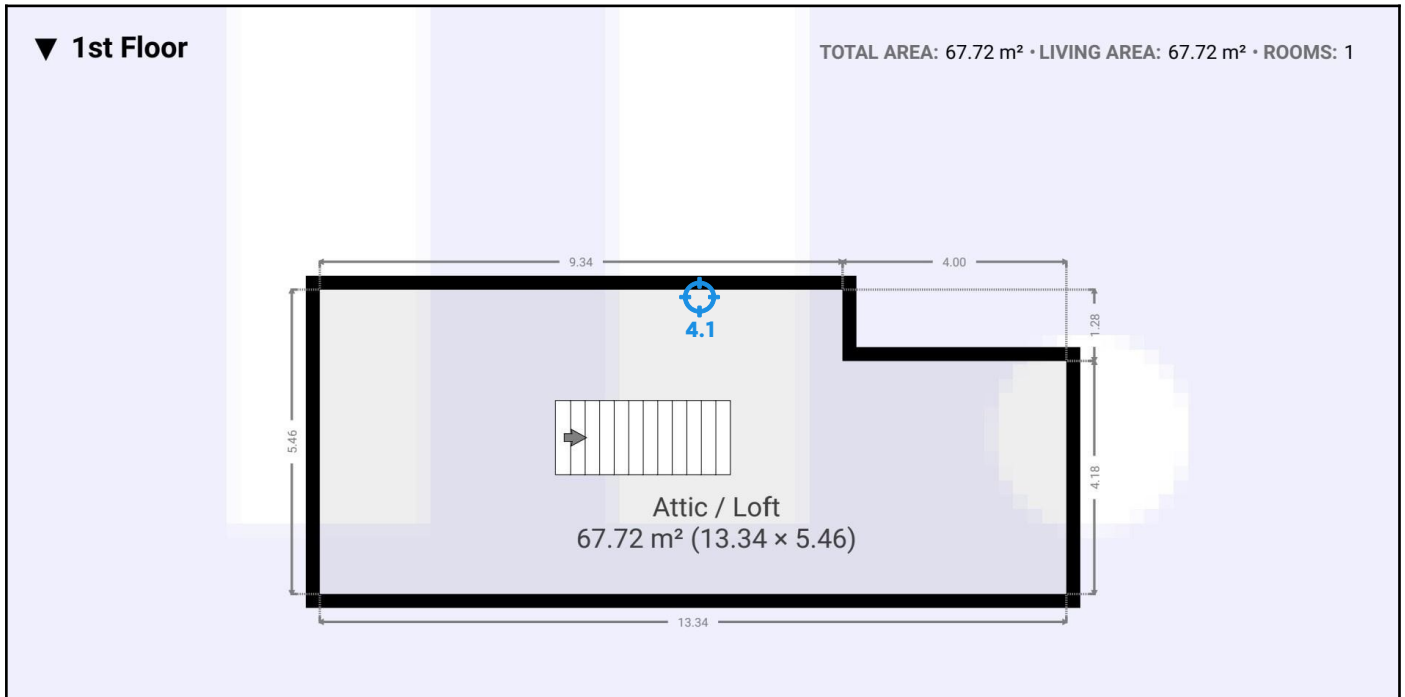 ▼ 1st Floor
TOTAL AREA: 67.72 m² · LIVING AREA: 67.72 m² · ROOMS: 1
9.34
4.00
1.28
4.1
5.46
4.18
Attic / Loft
67.72 m² (13.34 × 5.46)
13.34